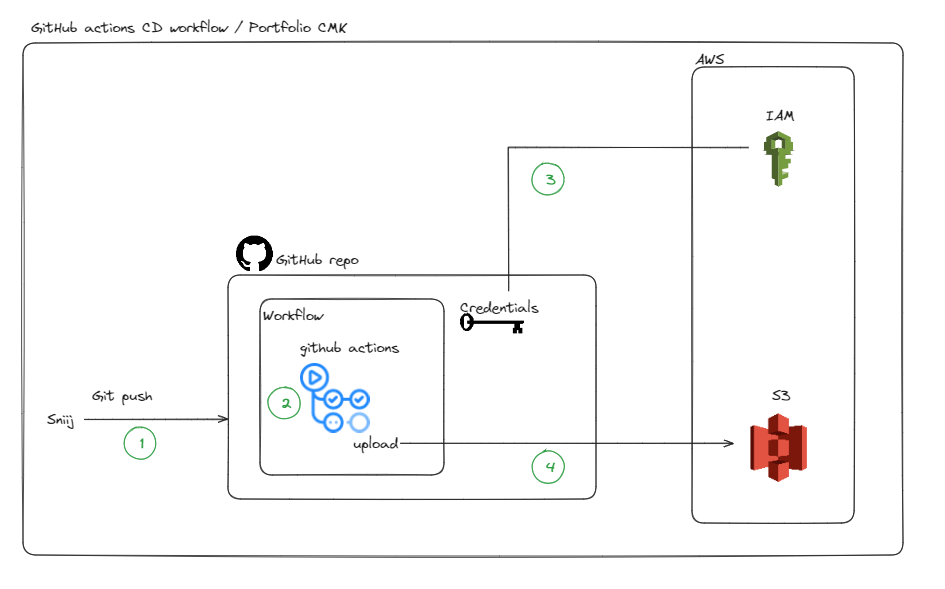 GitHub actions CD workflow / Portfolio CMK
AWS
IAM
3
GitHub repo
Credentials
Workflow
github actions
2
Git push
Sniij
1
upload
4
S3